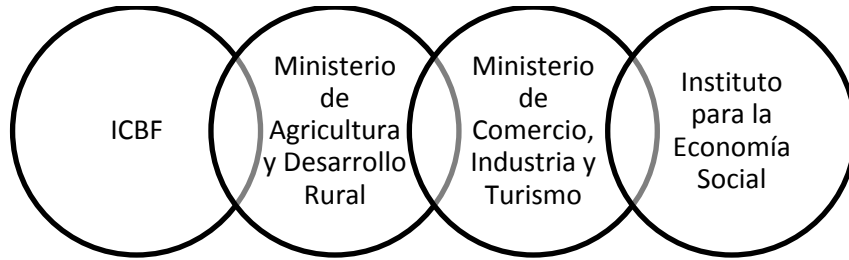 ICBF
Ministerio
de
Agricultura
y Desarrollo
Rural
Ministerio
de
Comercio,
Industria y
Turismo
Instituto
para la
Economía
Social